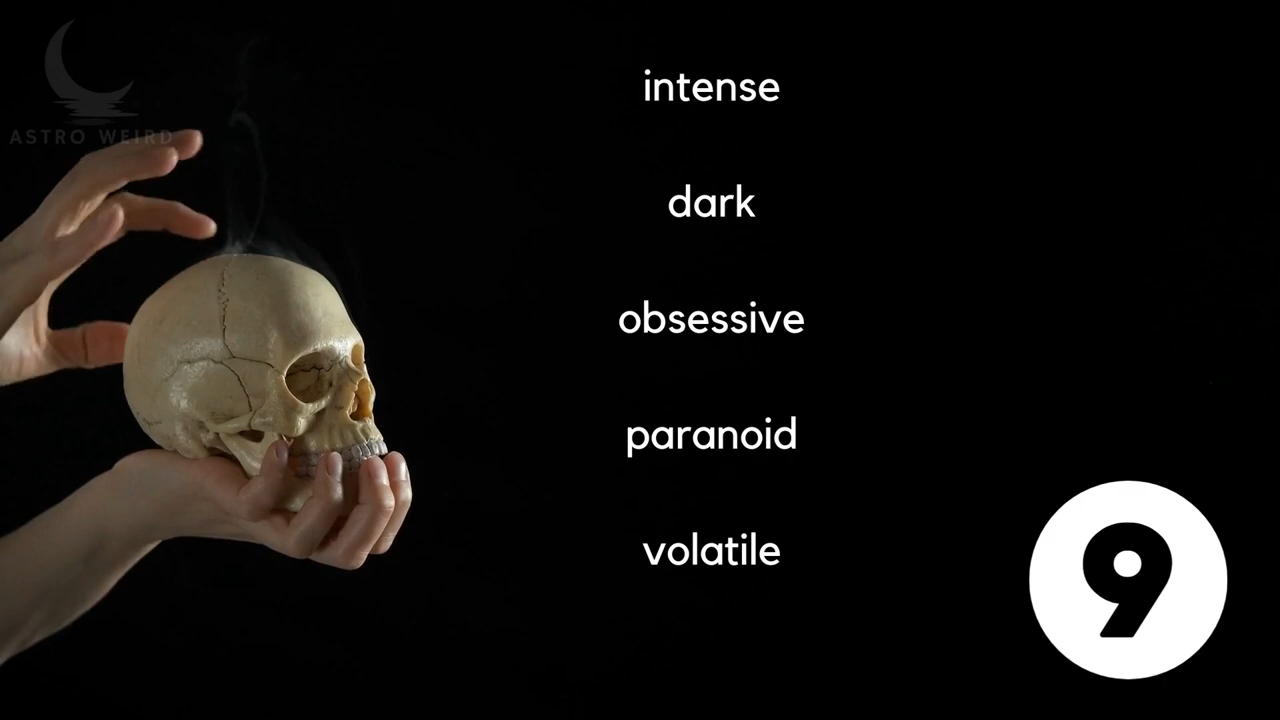 ASTRO WEIRD
intense
dark
obsessive
paranoid
volatile
9